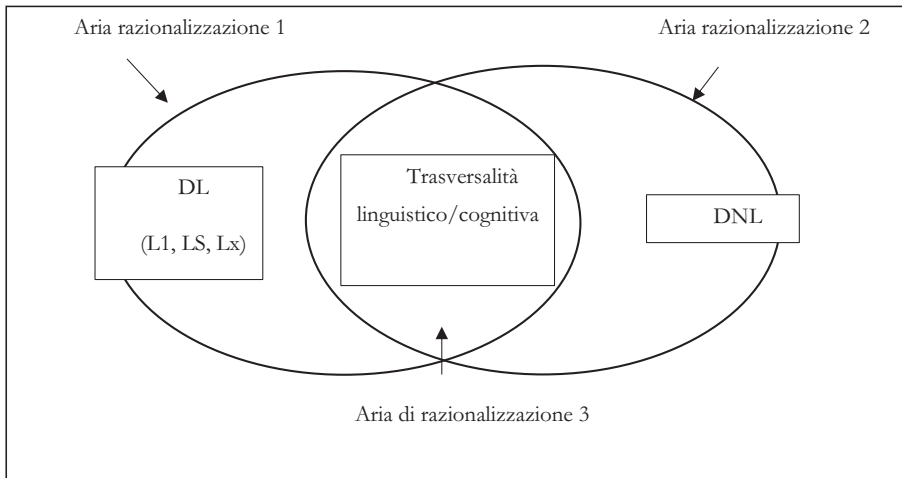 Aria razionalizzazione 1
Aria razionalizzazione 2
DL
(L1, LS, Lx)
Trasversalità
linguistico/cognitiva
DNL
Aria di razionalizzazione 3